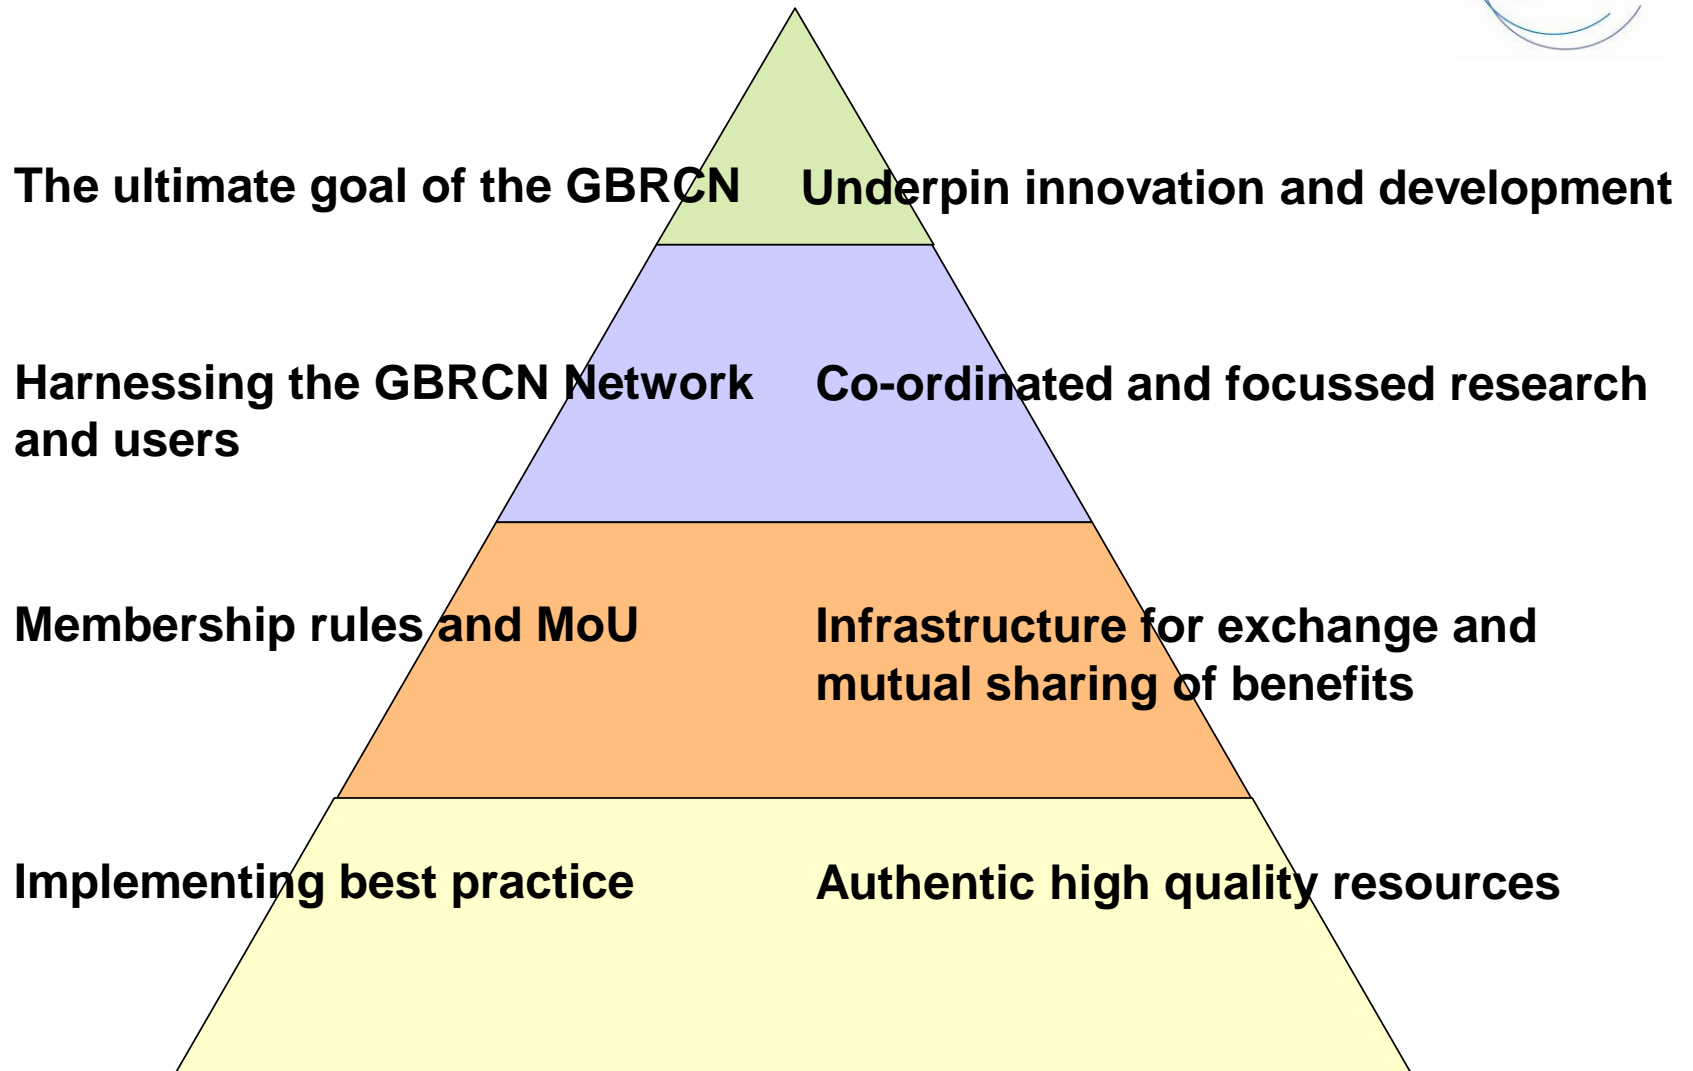 The ultimate goal of the GBRCN
Underpin innovation and development
Harnessing the GBRCN Network
and users
Co-ordinated and focussed research
Membership rules and MoU
Infrastructure for exchange and
mutual sharing of benefits
Implementing best practice
Authentic high quality resources